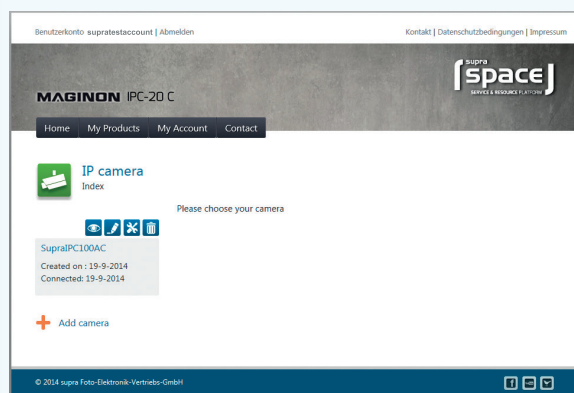 Benutzerkonto supratestaccount | Abmelden
Kontakt | Datenschutzbedingungen | Impressum
supra
space
SERVICE & RESOURCE PLATFORM
MAGINON IPC-20 C
Home My Products My Account Contact
IP camera
Index
Please choose your camera
SupraIPC100AC
Created on : 19-9-2014
Connected: 19-9-2014
Add camera
© 2014 supra Foto-Elektronik-Vertriebs-GmbH